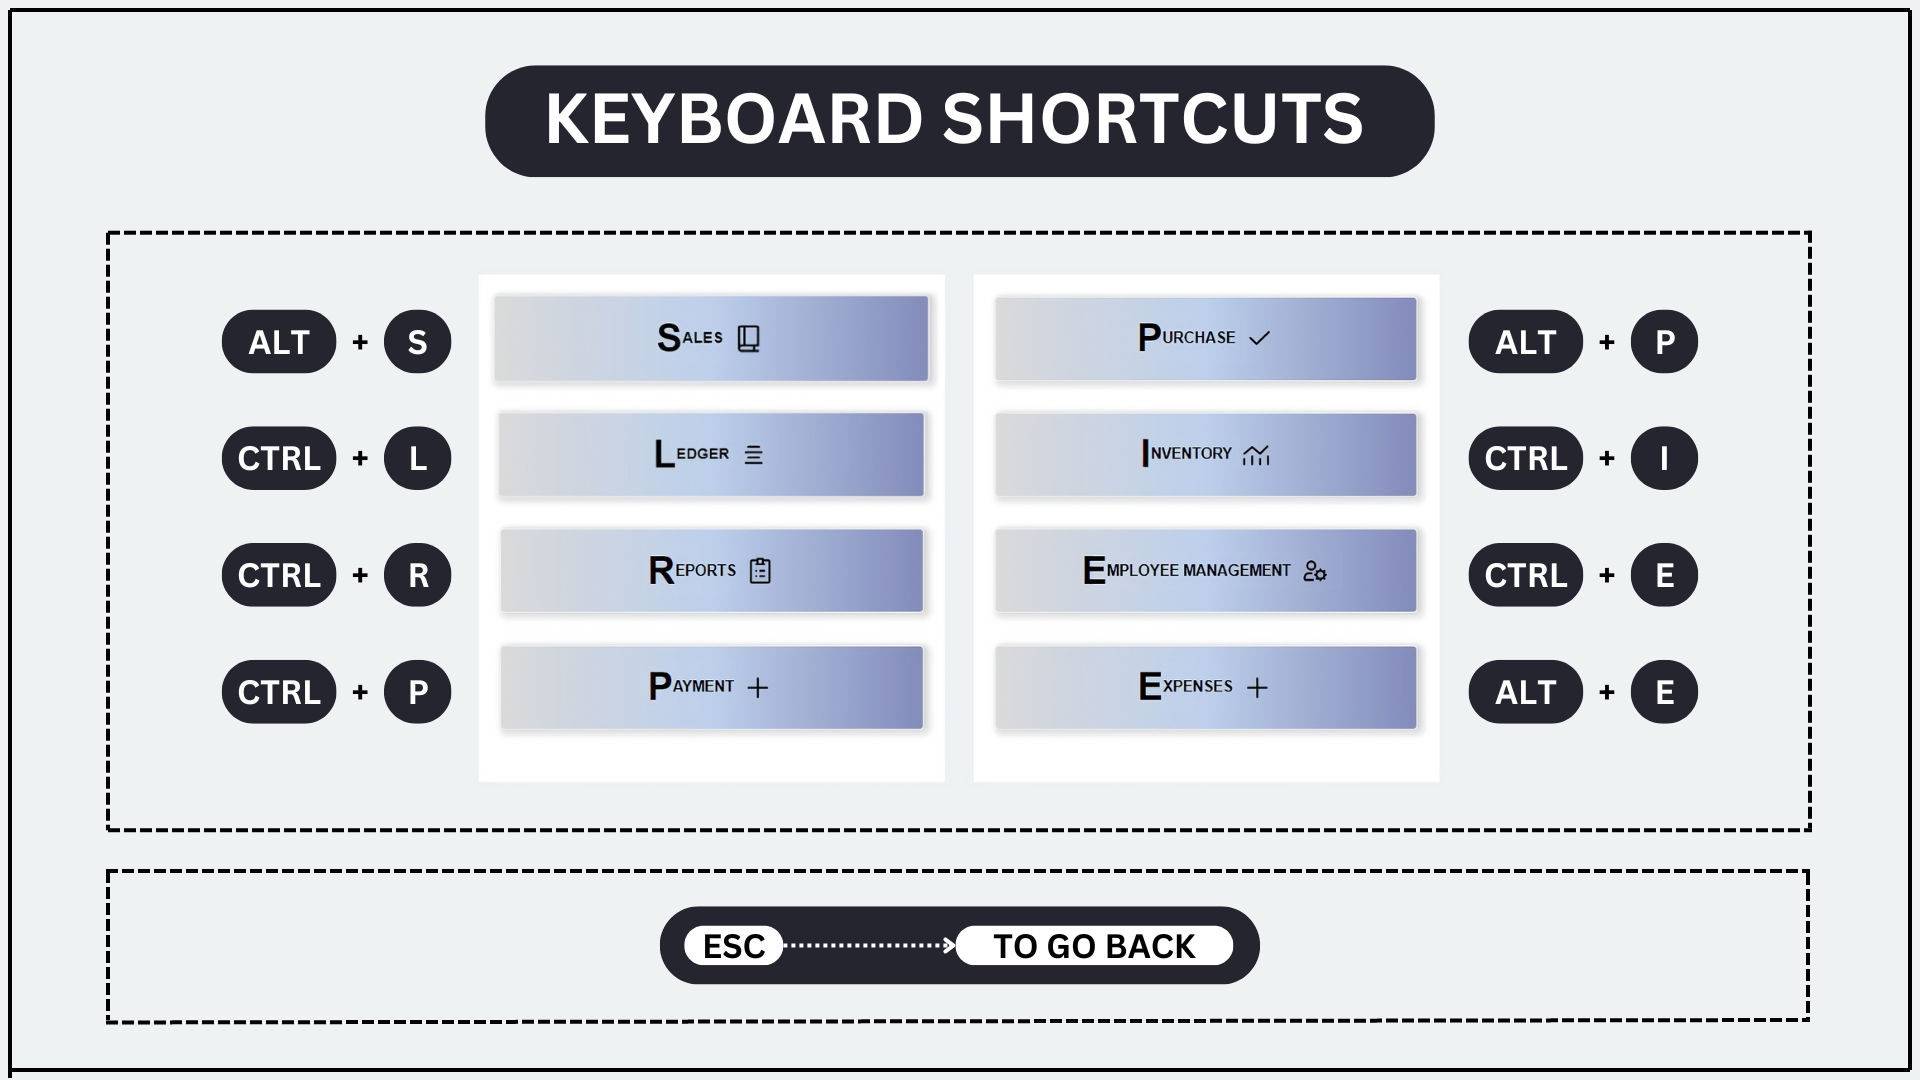 KEYBOARD SHORTCUTS
ALT + S SALES PURCHASE ALT + P
CTRL + L LEDGER INVENTORY CTRL + I
CTRL + R REPORTS EMPLOYEE MANAGEMENT CTRL + E
CTRL + P PAYMENT EXPENSES ALT + E
ESC TO GO BACK